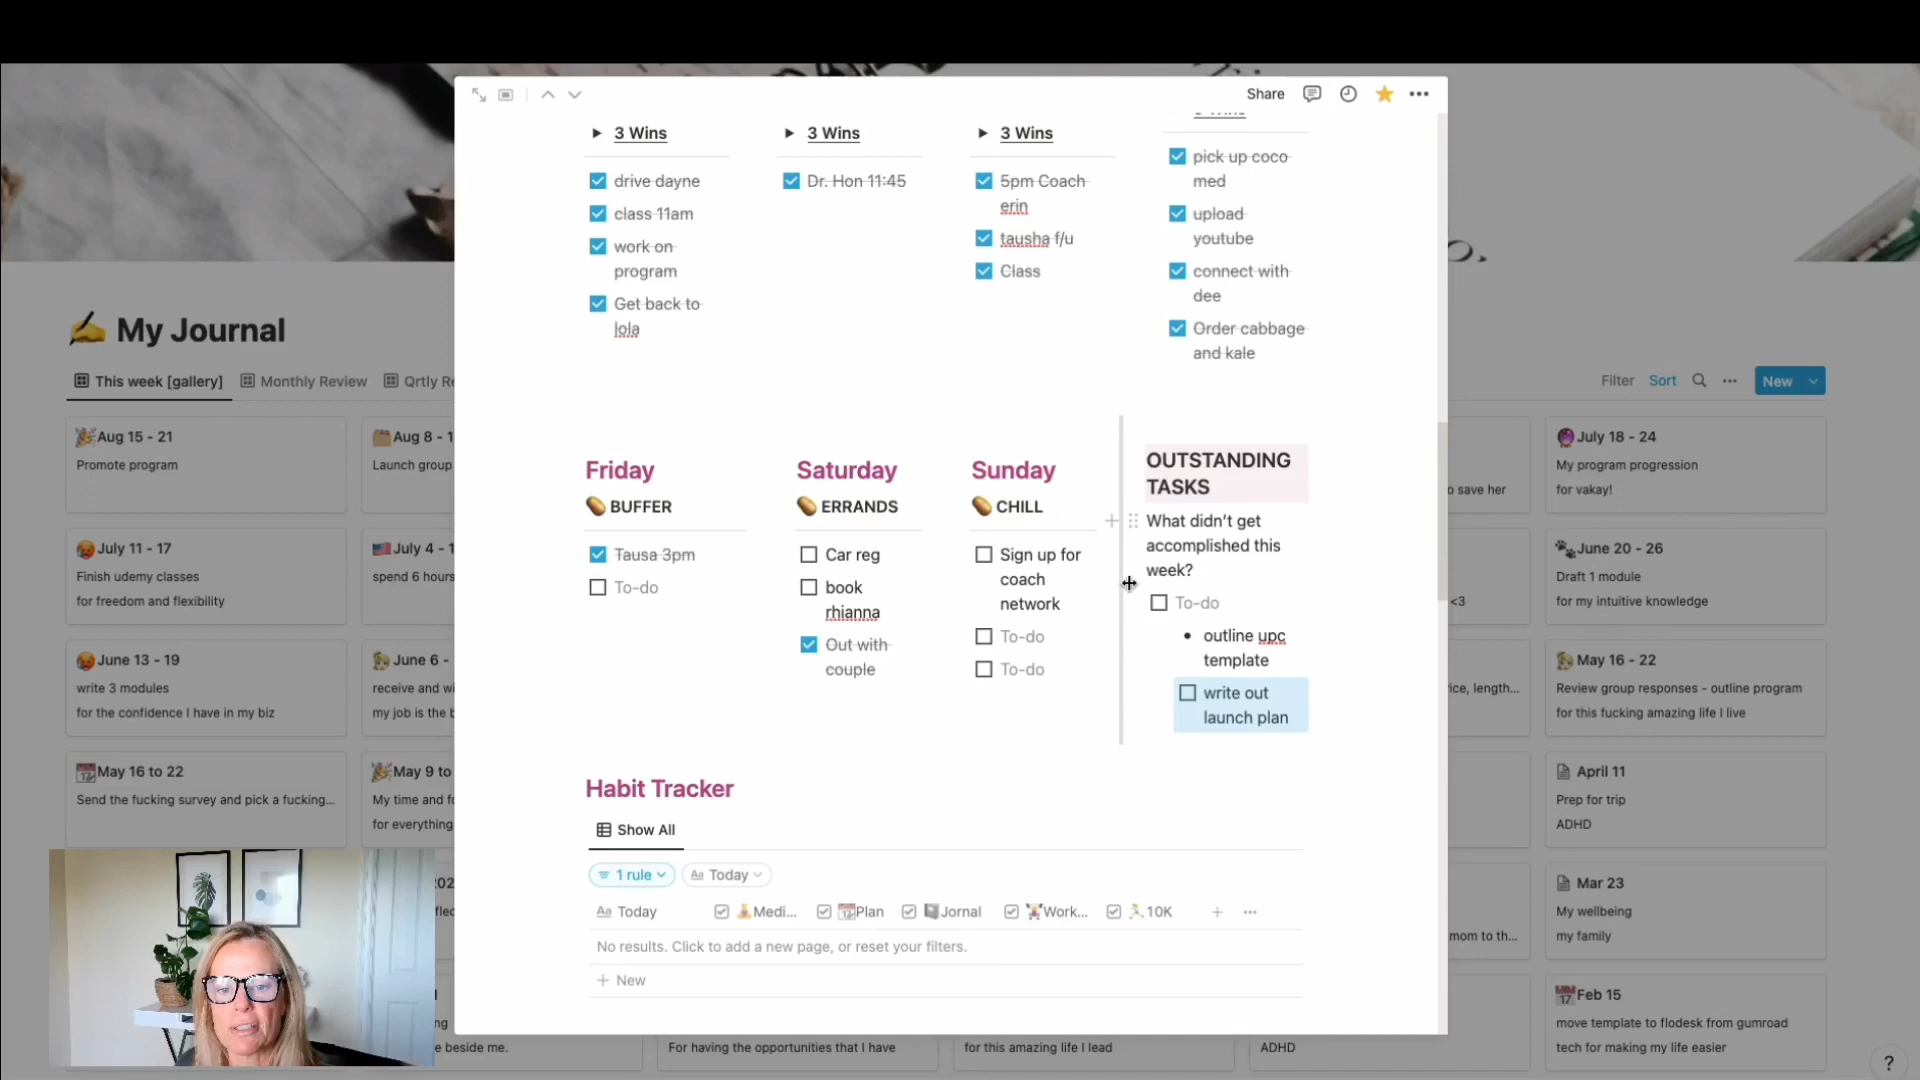 Share
3 Wins
drive dayne
class 11am
work on
program
Get back to
lola
3 Wins
Dr. Hon 11:45
3 Wins
5pm Coach
erin
tausha f/u
Class
pick up coco
med
upload
youtube
connect with
dee
Order cabbage
and kale
Friday
BUFFER
Tausa 3pm
To-do
Saturday
ERRANDS
Car reg
book
rhianna
Out with
couple
Sunday
CHILL
Sign up for
coach
network
To-do
To-do
OUTSTANDING
TASKS
What didn't get
accomplished this
week?
To-do
outline upc
template
write out
launch plan
Habit Tracker
Show All
1 rule
Aa Today
Aa Today
Medi...
Plan
Jornal
Work...
10K
No results. Click to add a new page, or reset your filters.
+ New
My Journal
This week [gallery]
Monthly Review
Qrtly Re
Filter
Sort
New
Aug 15 - 21
Promote program
Aug 8 - 1
Launch group
July 11 - 17
Finish udemy classes
for freedom and flexibility
July 4 - 1
spend 6 hours
June 13 - 19
write 3 modules
for the confidence I have in my biz
June 6 -
receive and wi
my job is the b
May 16 to 22
Send the fucking survey and pick a fucking...
May 9 to
My time and fo
for everything
July 18 - 24
My program progression
for vakay!
June 20 - 26
Draft 1 module
for my intuitive knowledge
May 16 - 22
Review group responses - outline program
for this fucking amazing life I live
April 11
Prep for trip
ADHD
Mar 23
My wellbeing
my family
Feb 15
move template to flodesk from gumroad
tech for making my life easier
o save her
<3
ice, length...
mom to th...
e beside me.
For having the opportunities that I have
for this amazing life I lead
ADHD
?